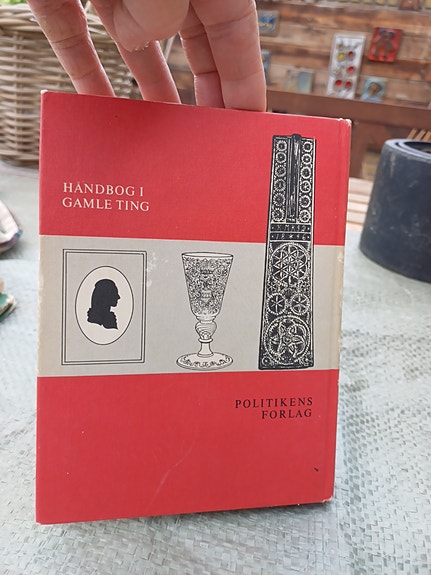 HÅNDBOG I
GAMLE TING
POLITIKENS
FORLAG